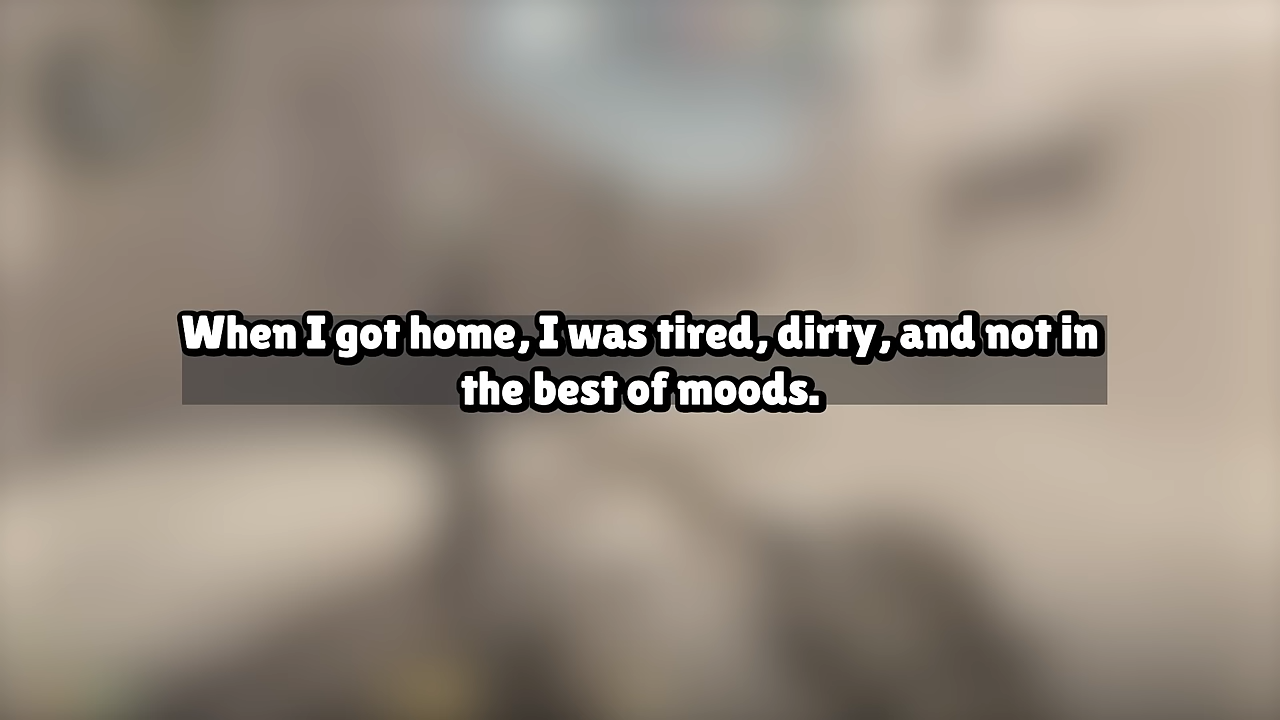 When I got home, I was tired, dirty, and not in
the best of moods.